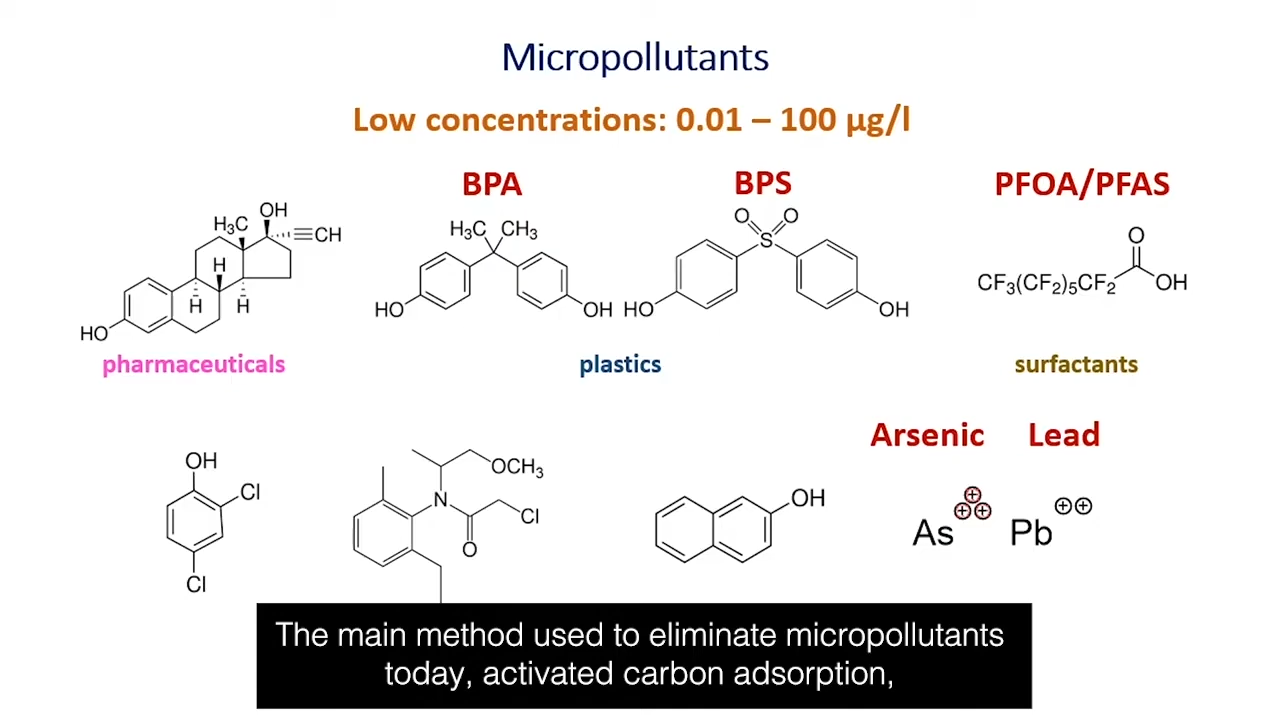 Micropollutants
Low concentrations: 0.01 – 100 µg/l
BPA
BPS
PFOA/PFAS
OH
H₃C
CH
H
H
H
HO
H₃C CH₃
HO
OH
O O
S
HO
OH
O
CF₃(CF₂)₅CF₂
OH
pharmaceuticals
plastics
surfactants
Arsenic Lead
OH
Cl
Cl
OCH₃
N
Cl
O
OH
As⊕⊕⊕ Pb⊕⊕
The main method used to eliminate micropollutants
today, activated carbon adsorption,